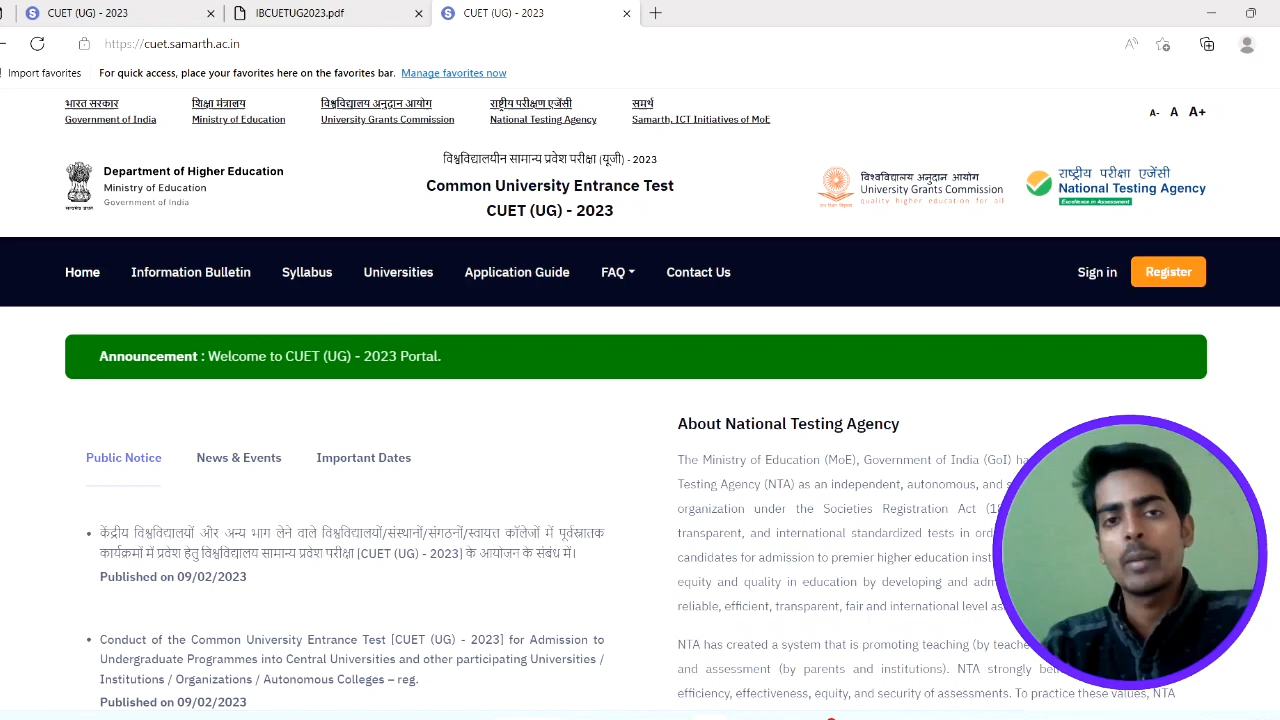 CUET (UG) - 2023
IBCUETUG2023.pdf
CUET (UG) - 2023
https://cuet.samarth.ac.in
Import favorites
For quick access, place your favorites here on the favorites bar.
Manage favorites now
भारत सरकार
शिक्षा मंत्रालय
विश्वविद्यालय अनुदान आयोग
राष्ट्रीय परीक्षण एजेंसी
समर्थ
Government of India
Ministry of Education
University Grants Commission
National Testing Agency
Samarth, ICT Initiatives of MoE
A-
A
A+
सत्यमेव जयते
Department of Higher Education
Ministry of Education
Government of India
विश्वविद्यालयीन सामान्य प्रवेश परीक्षा (यूजी) - 2023
Common University Entrance Test
CUET (UG) - 2023
विश्वविद्यालय अनुदान आयोग
University Grants Commission
quality higher education for all
राष्ट्रीय परीक्षा एजेंसी
National Testing Agency
Excellence in Assessment
Home
Information Bulletin
Syllabus
Universities
Application Guide
FAQ
Contact Us
Sign in
Register
Announcement : Welcome to CUET (UG) - 2023 Portal.
Public Notice
News & Events
Important Dates
केंद्रीय विश्वविद्यालयों और अन्य भाग लेने वाले विश्वविद्यालयों/संस्थानों/संगठनों/स्वायत्त कॉलेजों में पूर्वस्नातक
कार्यक्रमों में प्रवेश हेतु विश्वविद्यालय सामान्य प्रवेश परीक्षा [CUET (UG) - 2023] के आयोजन के संबंध में।
Published on 09/02/2023
Conduct of the Common University Entrance Test [CUET (UG) - 2023] for Admission to
Undergraduate Programmes into Central Universities and other participating Universities /
Institutions / Organizations / Autonomous Colleges – reg.
Published on 09/02/2023
About National Testing Agency
The Ministry of Education (MoE), Government of India (GoI)
Testing Agency (NTA) as an independent, autonomous, and
organization under the Societies Registration Act
transparent, and international standardized tests in
candidates for admission to premier higher education
equity and quality in education by developing and
reliable, efficient, transparent, fair and international level
NTA has created a system that is promoting teaching (by
and assessment (by parents and institutions). NTA strongly
efficiency, effectiveness, equity, and security of assessments. To practice these values, NTA